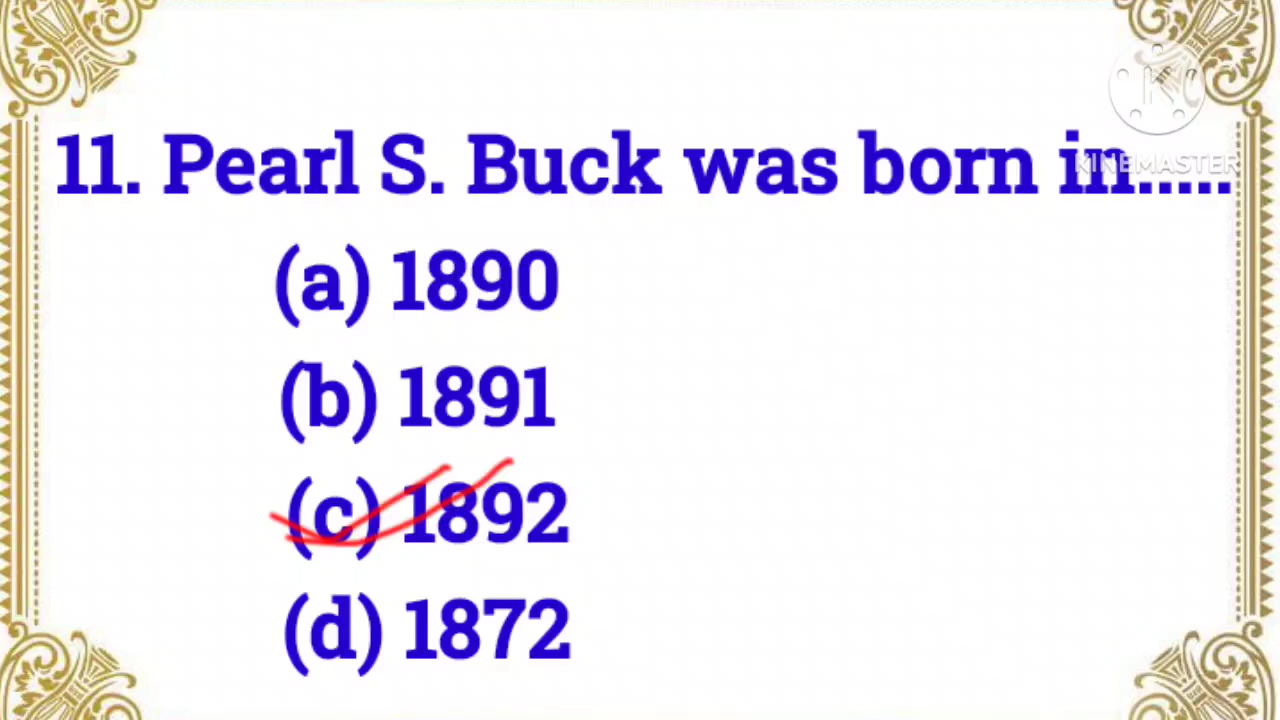 KINEMASTER
11. Pearl S. Buck was born in.....
(a) 1890
(b) 1891
(c) 1892
(d) 1872